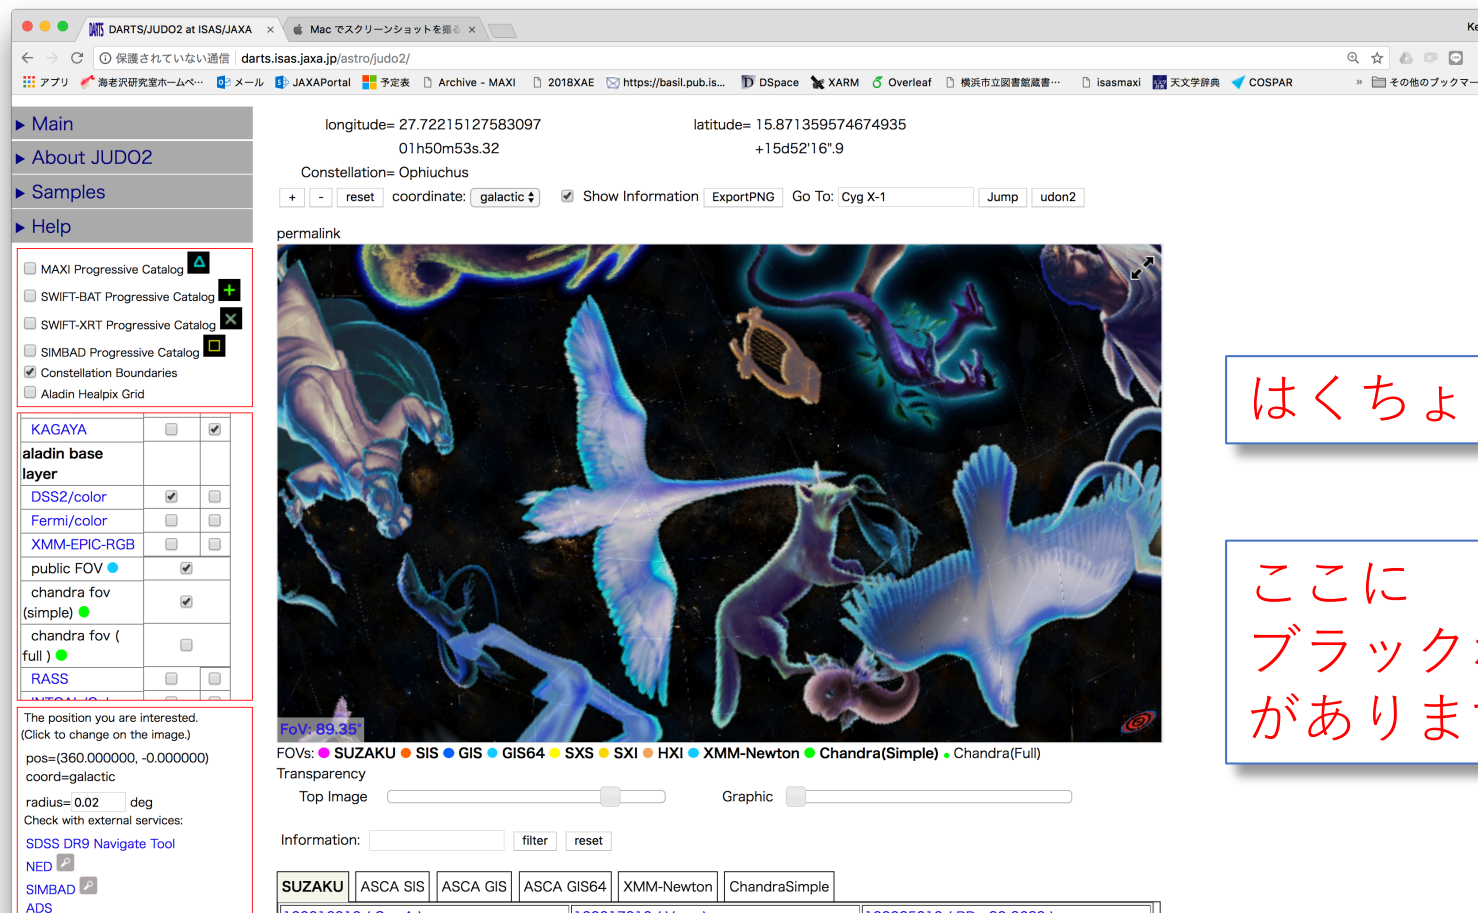 DARTS/JUDO2 at ISAS/JAXA
Mac でスクリーンショットを撮る
Ke
保護されていない通信 darts.isas.jaxa.jp/astro/judo2/
アプリ 海老沢研究室ホームペ… メール JAXAPortal 予定表 Archive - MAXI 2018XAE https://basil.pub.is... DSpace XARM Overleaf 横浜市立図書館蔵書… isasmaxi 天文学辞典 COSPAR » その他のブックマー
Main
About JUDO2
Samples
Help
longitude= 27.72215127583097 latitude= 15.871359574674935
01h50m53s.32 +15d52'16".9
Constellation= Ophiuchus
+ - reset coordinate: galactic Show Information ExportPNG Go To: Cyg X-1 Jump udon2
permalink
MAXI Progressive Catalog
SWIFT-BAT Progressive Catalog
SWIFT-XRT Progressive Catalog
SIMBAD Progressive Catalog
Constellation Boundaries
Aladin Healpix Grid
KAGAYA
aladin base
layer
DSS2/color
Fermi/color
XMM-EPIC-RGB
public FOV
chandra fov
(simple)
chandra fov (
full )
RASS
The position you are interested.
(Click to change on the image.)
pos=(360.000000, -0.000000)
coord=galactic
radius= 0.02 deg
Check with external services:
SDSS DR9 Navigate Tool
NED
SIMBAD
ADS
FoV: 89.35°
FOVs: SUZAKU SIS GIS GIS64 SXS SXI HXI XMM-Newton Chandra(Simple) Chandra(Full)
Transparency
Top Image Graphic
Information: filter reset
SUZAKU ASCA SIS ASCA GIS ASCA GIS64 XMM-Newton ChandraSimple
はくちょ
ここに
ブラック
がありま